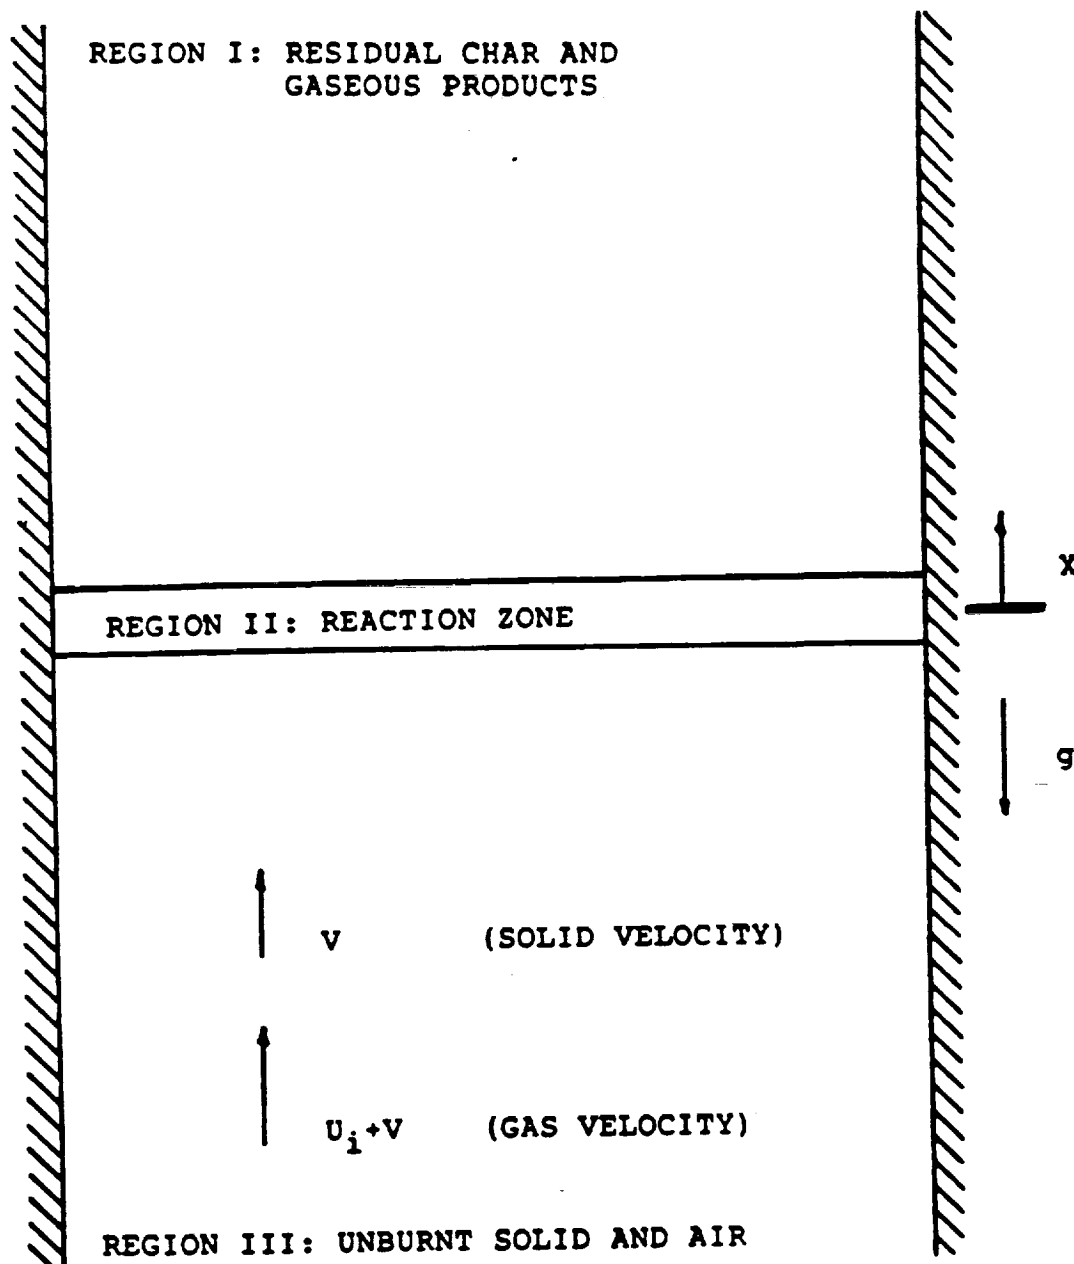 REGION I: RESIDUAL CHAR AND
GASEOUS PRODUCTS
X
REGION II: REACTION ZONE
g
V (SOLID VELOCITY)
Ui+V (GAS VELOCITY)
REGION III: UNBURNT SOLID AND AIR